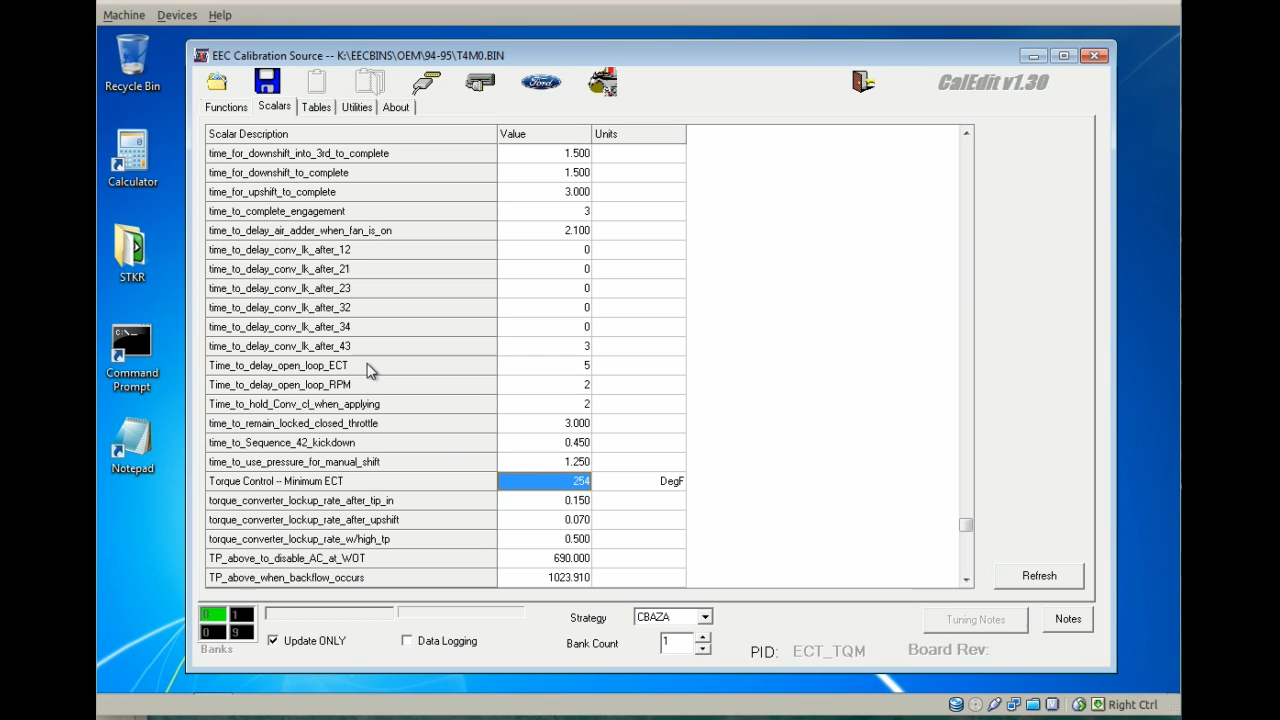 Machine Devices Help
Recycle Bin
Calculator
STKR
Command
Prompt
Notepad
EEC Calibration Source -- K:\EECBINS\OEM\94-95\T4M0.BIN
Ford
CalEdit v1.30
Functions Scalars Tables Utilities About
Scalar Description Value Units
time_for_downshift_into_3rd_to_complete 1.500
time_for_downshift_to_complete 1.500
time_for_upshift_to_complete 3.000
time_to_complete_engagement 3
time_to_delay_air_adder_when_fan_is_on 2.100
time_to_delay_conv_lk_after_12 0
time_to_delay_conv_lk_after_21 0
time_to_delay_conv_lk_after_23 0
time_to_delay_conv_lk_after_32 0
time_to_delay_conv_lk_after_34 0
time_to_delay_conv_lk_after_43 3
Time_to_delay_open_loop_ECT 5
Time_to_delay_open_loop_RPM 2
Time_to_hold_Conv_cl_when_applying 2
time_to_remain_locked_closed_throttle 3.000
time_to_Sequence_42_kickdown 0.450
time_to_use_pressure_for_manual_shift 1.250
Torque Control -- Minimum ECT 254 DegF
torque_converter_lockup_rate_after_tip_in 0.150
torque_converter_lockup_rate_after_upshift 0.070
torque_converter_lockup_rate_w/high_tp 0.500
TP_above_to_disable_AC_at_WOT 690.000
TP_above_when_backflow_occurs 1023.910
Refresh
8 1
0 9
Banks
Update ONLY
Data Logging
Strategy CBAZA
Bank Count 1
PID: ECT_TQM
Tuning Notes Notes
Board Rev:
Right Ctrl